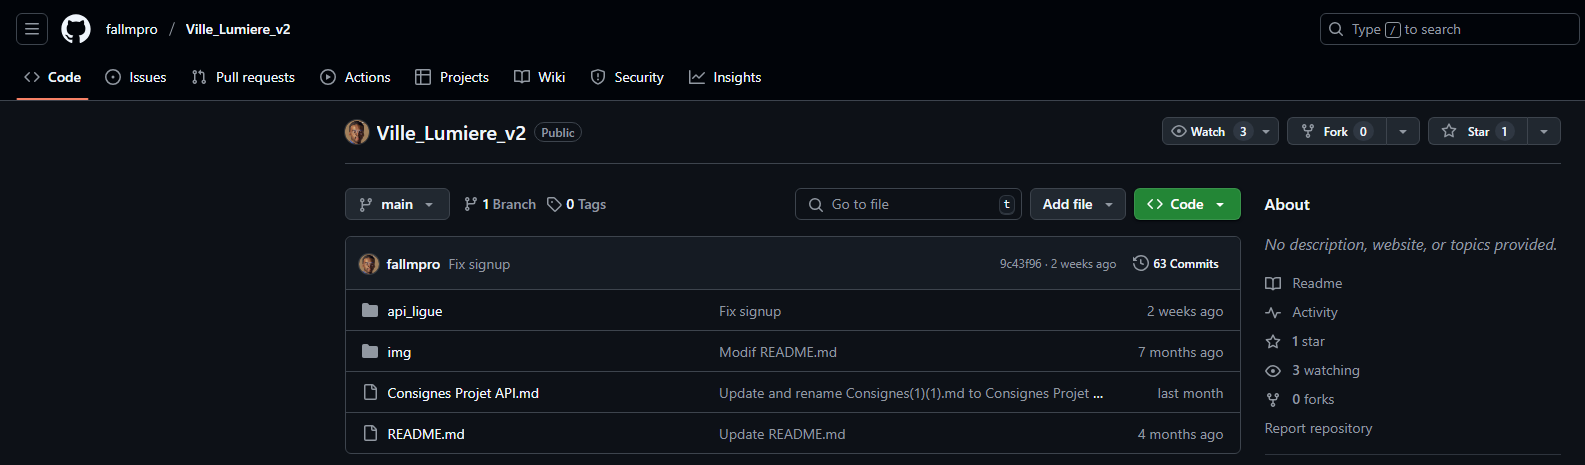 fallmpro / Ville_Lumiere_v2
Type / to search
Code Issues Pull requests Actions Projects Wiki Security Insights
Ville_Lumiere_v2 Public
Watch 3 Fork 0 Star 1
main 1 Branch 0 Tags Go to file t Add file Code
fallmpro Fix signup 9c43f96 · 2 weeks ago 63 Commits
api_ligue Fix signup 2 weeks ago
img Modif README.md 7 months ago
Consignes Projet API.md Update and rename Consignes(1)(1).md to Consignes Projet ... last month
README.md Update README.md 4 months ago
About
No description, website, or topics provided.
Readme
Activity
1 star
3 watching
0 forks
Report repository